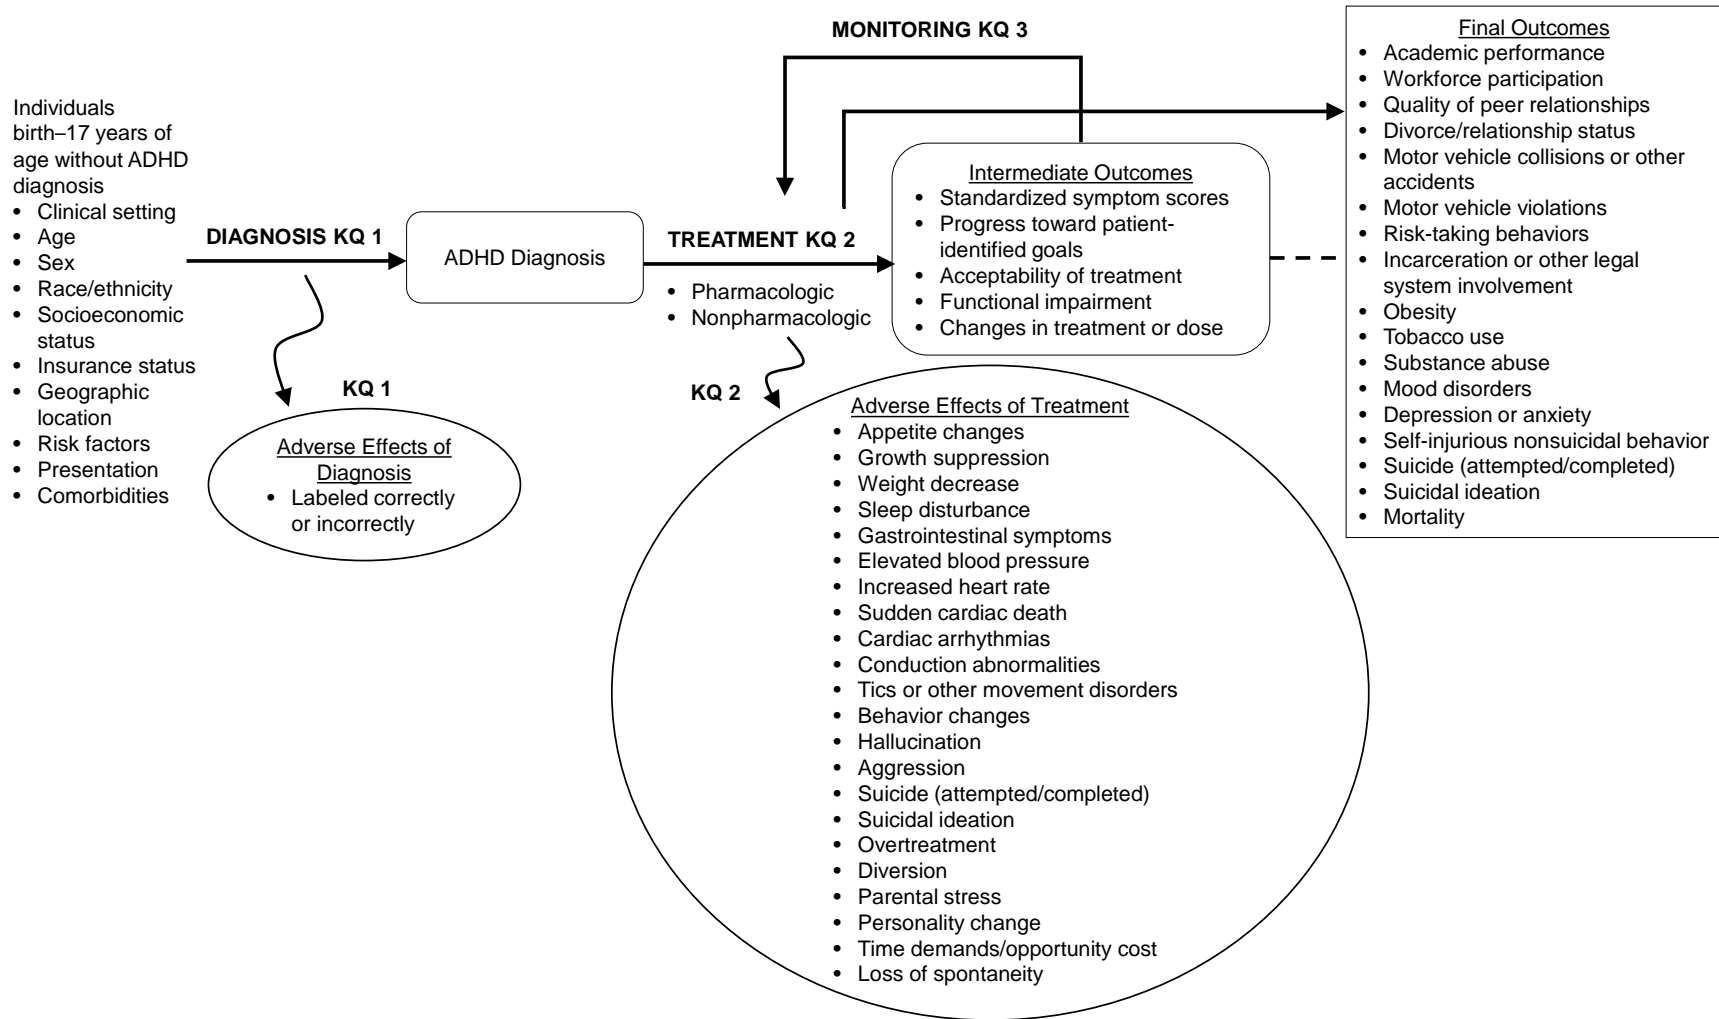 MONITORING KQ 3
Individuals
birth–17 years of
age without ADHD
diagnosis
• Clinical setting
• Age
• Sex
• Race/ethnicity
• Socioeconomic
status
• Insurance status
• Geographic
location
• Risk factors
• Presentation
• Comorbidities
DIAGNOSIS KQ 1
KQ 1
Adverse Effects of
Diagnosis
• Labeled correctly
or incorrectly
ADHD Diagnosis
TREATMENT KQ 2
• Pharmacologic
• Nonpharmacologic
KQ 2
Intermediate Outcomes
• Standardized symptom scores
• Progress toward patient-
identified goals
• Acceptability of treatment
• Functional impairment
• Changes in treatment or dose
Adverse Effects of Treatment
• Appetite changes
• Growth suppression
• Weight decrease
• Sleep disturbance
• Gastrointestinal symptoms
• Elevated blood pressure
• Increased heart rate
• Sudden cardiac death
• Cardiac arrhythmias
• Conduction abnormalities
• Tics or other movement disorders
• Behavior changes
• Hallucination
• Aggression
• Suicide (attempted/completed)
• Suicidal ideation
• Overtreatment
• Diversion
• Parental stress
• Personality change
• Time demands/opportunity cost
• Loss of spontaneity
Final Outcomes
• Academic performance
• Workforce participation
• Quality of peer relationships
• Divorce/relationship status
• Motor vehicle collisions or other
accidents
• Motor vehicle violations
• Risk-taking behaviors
• Incarceration or other legal
system involvement
• Obesity
• Tobacco use
• Substance abuse
• Mood disorders
• Depression or anxiety
• Self-injurious nonsuicidal behavior
• Suicide (attempted/completed)
• Suicidal ideation
• Mortality